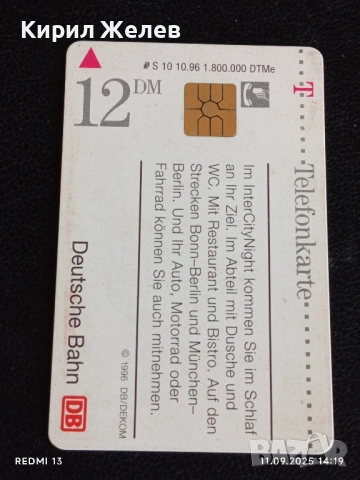 Кирил Желев
S 10 10.96 1.800.000 DTMe
12 DM
T Telefonkarte
Im InterCityNight kommen Sie im Schlaf
an Ihr Ziel. Im Abteil mit Dusche und
WC. Mit Restaurant und Bistro. Auf den
Strecken Bonn–Berlin und München–
Berlin. Und Ihr Auto, Motorrad oder
Fahrrad können Sie auch mitnehmen.
© 1996 DB/DEKOM
Deutsche Bahn DB
REDMI 13
11.09.2025 14:19